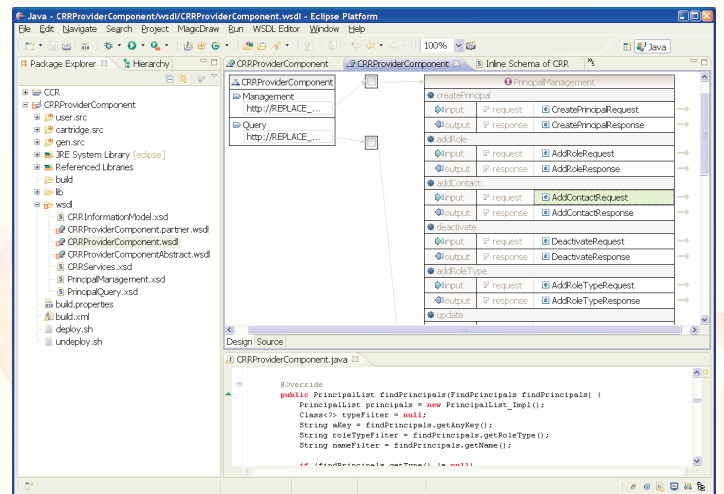 Java - CRRProviderComponent/wsdl/CRRProviderComponent.wsdl - Eclipse Platform
File Edit Navigate Search Project MagicDraw Run WSDL Editor Window Help
100%
Java
Package Explorer
Hierarchy
CCR
CRRProviderComponent
user.src
cartridge.src
gen.src
JRE System Library [eclipse]
Referenced Libraries
build
lib
wsdl
CRRInformationModel.xsd
CRRProviderComponent.partner.wsdl
CRRProviderComponent.wsdl
CRRProviderComponentAbstract.wsdl
CRRServices.xsd
PrincipalManagement.xsd
PrincipalQuery.xsd
build.properties
build.xml
deploy.sh
undeploy.sh
CRRProviderComponent
CRRProviderComponent
Inline Schema of CRR
CRRProviderComponent
Management
http://REPLACE_...
Query
http://REPLACE_...
PrincipalManagement
createPrincipal
input request CreatePrincipalRequest
output response CreatePrincipalResponse
addRole
input request AddRoleRequest
output response AddRoleResponse
addContact
input request AddContactRequest
output response AddContactResponse
deactivate
input request DeactivateRequest
output response DeactivateResponse
addRoleType
input request AddRoleTypeRequest
output response AddRoleTypeResponse
update
Design Source
CRRProviderComponent.java
@Override
public PrincipalList findPrincipals(FindPrincipals findPrincipals) {
PrincipalList principals = new PrincipalList_Impl();
Class<?> typeFilter = null;
String aKey = findPrincipals.getAnyKey();
String roleTypeFilter = findPrincipals.getRoleType();
String nameFilter = findPrincipals.getName();
if (findPrincipals.getType() != null)